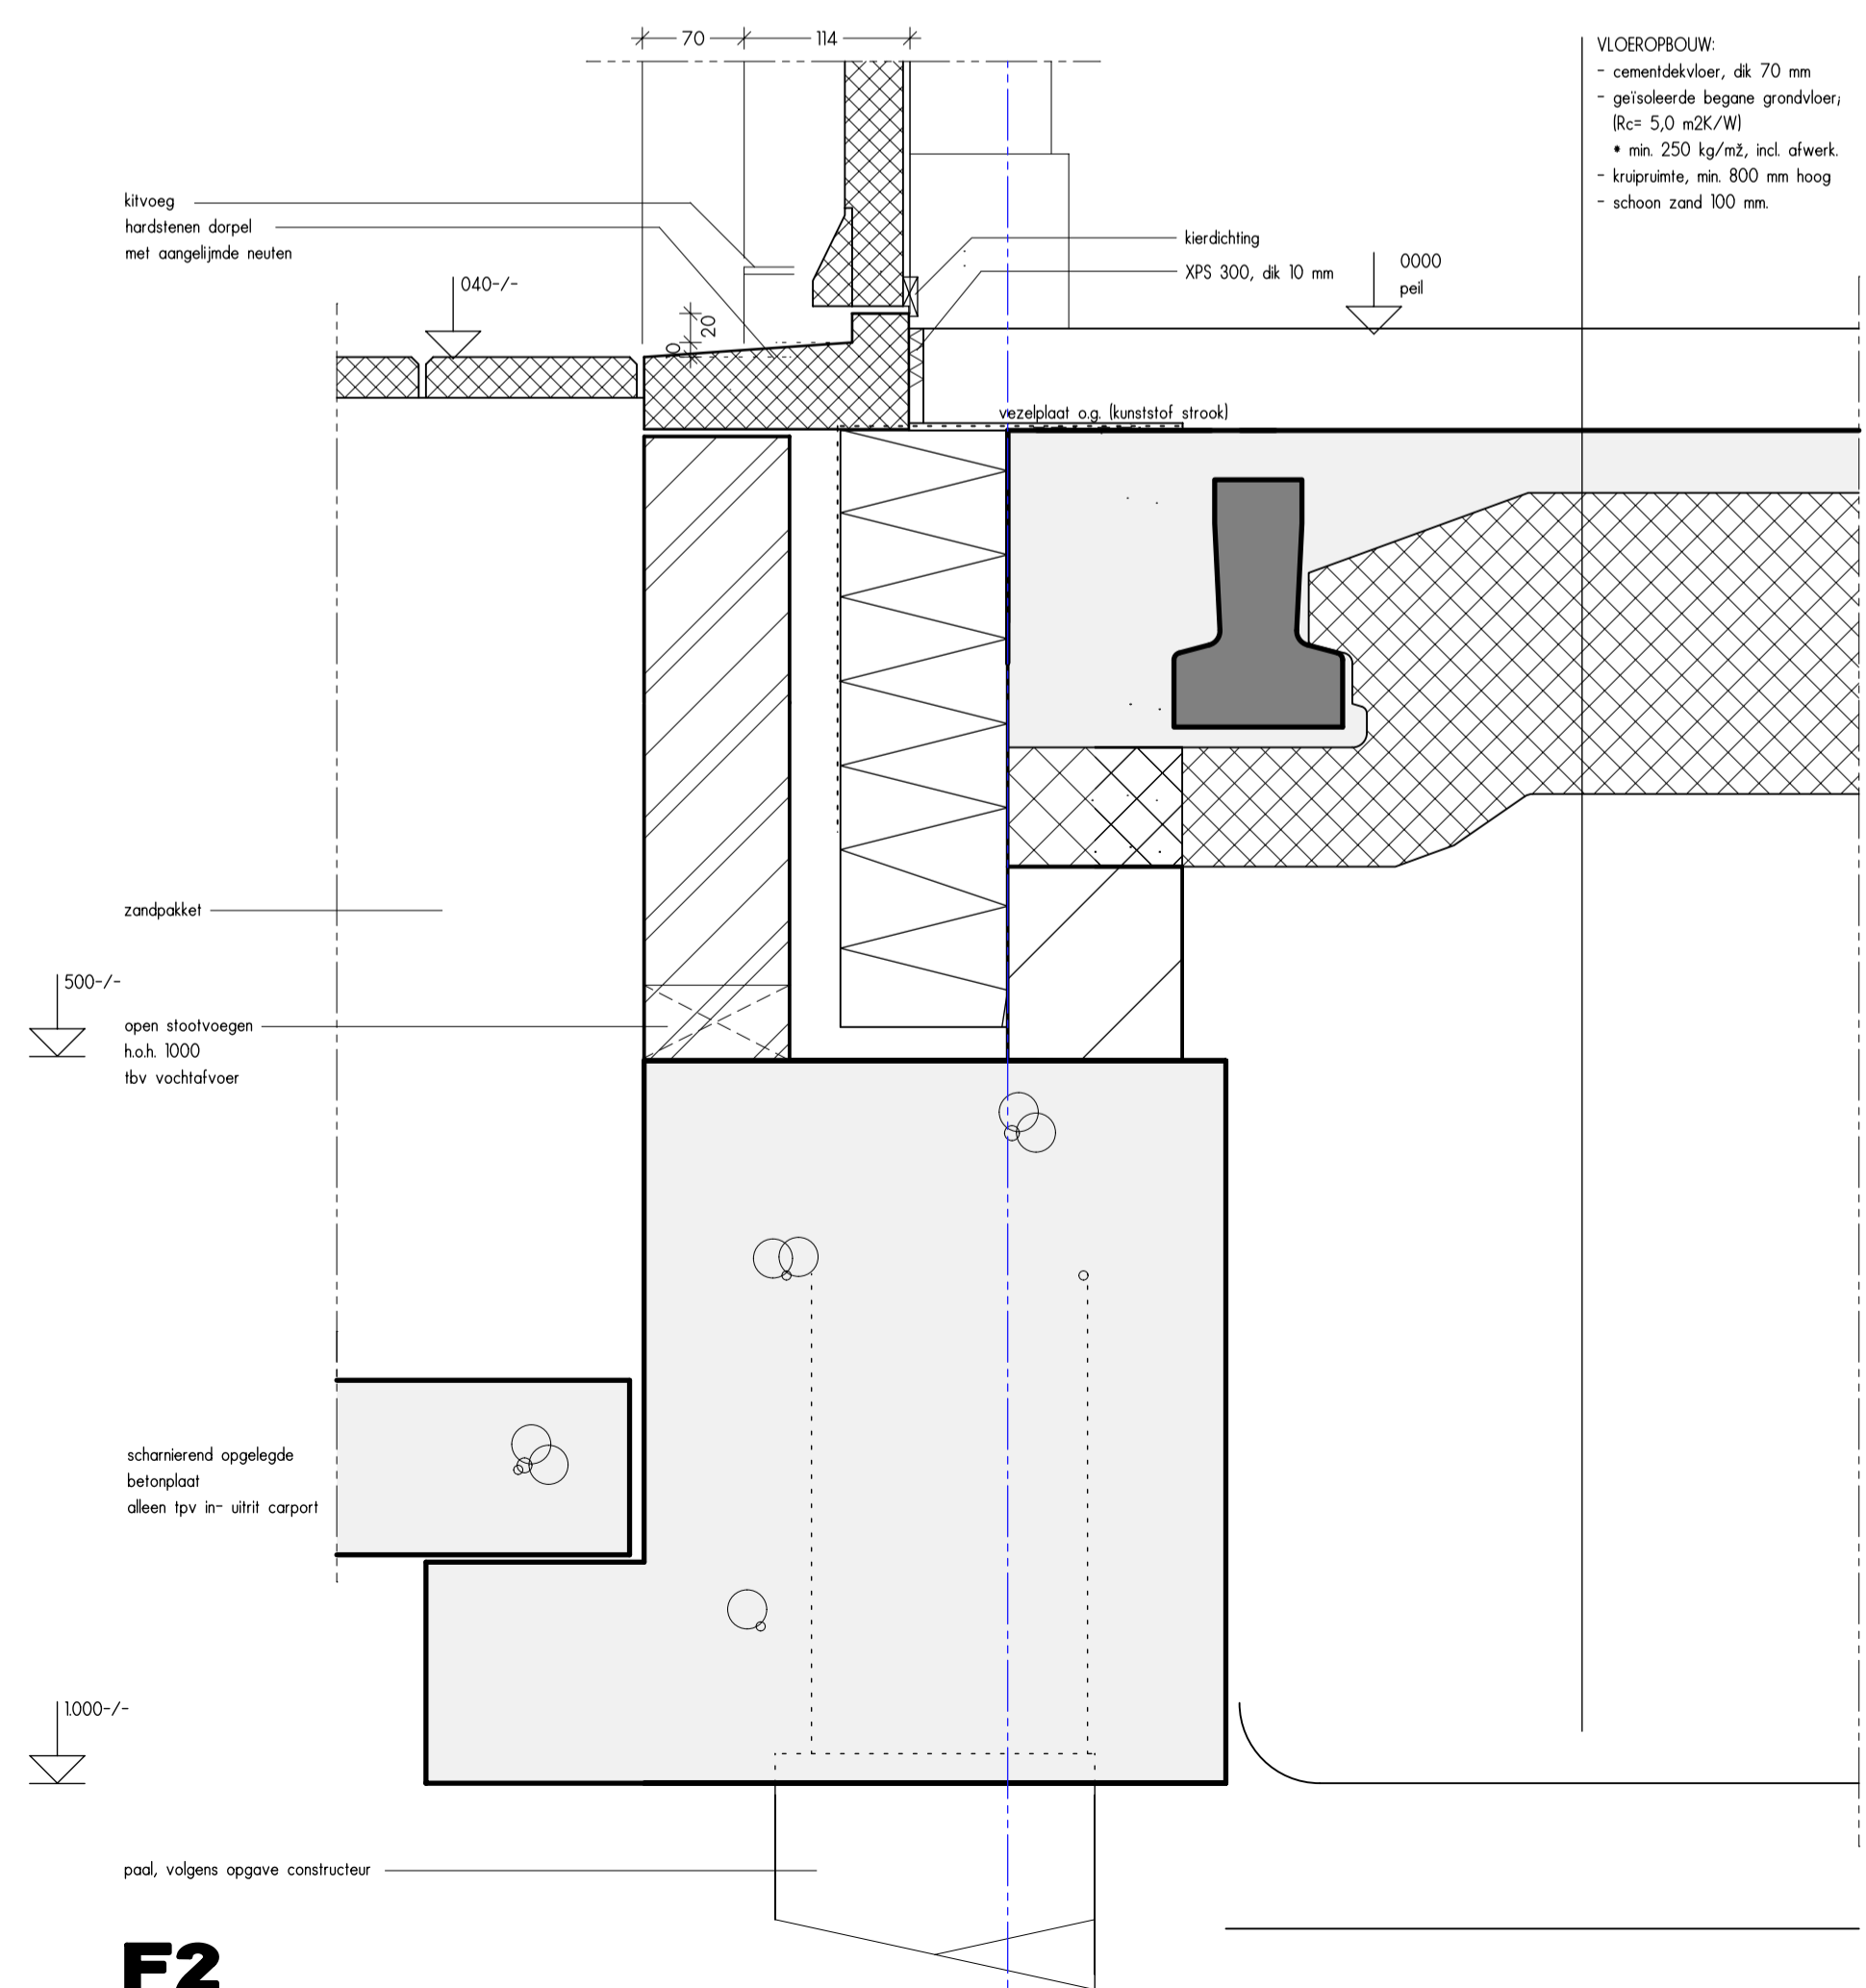 70
114
VLOEROPBOUW:
- cementdekvloer, dik 70 mm
- geïsoleerde begane grondvloer;
(Rc= 5,0 m2K/W)
* min. 250 kg/mž, incl. afwerk.
- kruipruimte, min. 800 mm hoog
- schoon zand 100 mm.
kitvoeg
hardstenen dorpel
met aangelijmde neuten
kierdichting
XPS 300, dik 10 mm
0000
peil
040-/-
20
vezelplaat o.g. (kunststof strook)
zandpakket
500-/-
open stootvoegen
h.o.h. 1000
tbv vochtafvoer
scharnierend opgelegde
betonplaat
alleen tpv in- uitrit carport
1.000-/-
paal, volgens opgave constructeur
F2